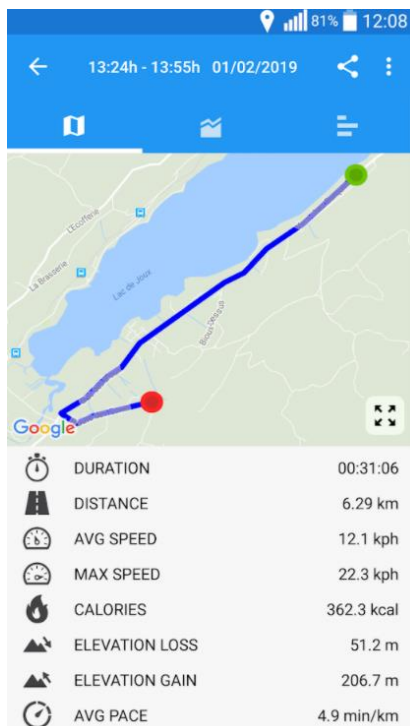 81% 12:08
13:24h - 13:55h 01/02/2019
L'Ecofferie
La Brasserie
Lac de Joux
Bioux Dessus
Google
DURATION 00:31:06
DISTANCE 6.29 km
AVG SPEED 12.1 kph
MAX SPEED 22.3 kph
CALORIES 362.3 kcal
ELEVATION LOSS 51.2 m
ELEVATION GAIN 206.7 m
AVG PACE 4.9 min/km